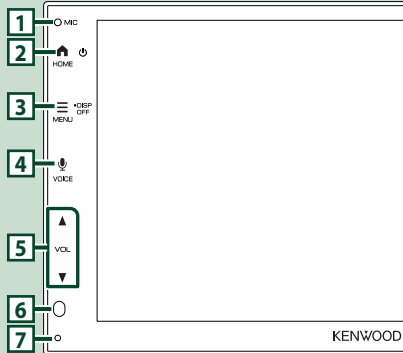 1
MIC
2
HOME
3
MENU
•DISP
OFF
4
VOICE
5
VOL
6
7
KENWOOD